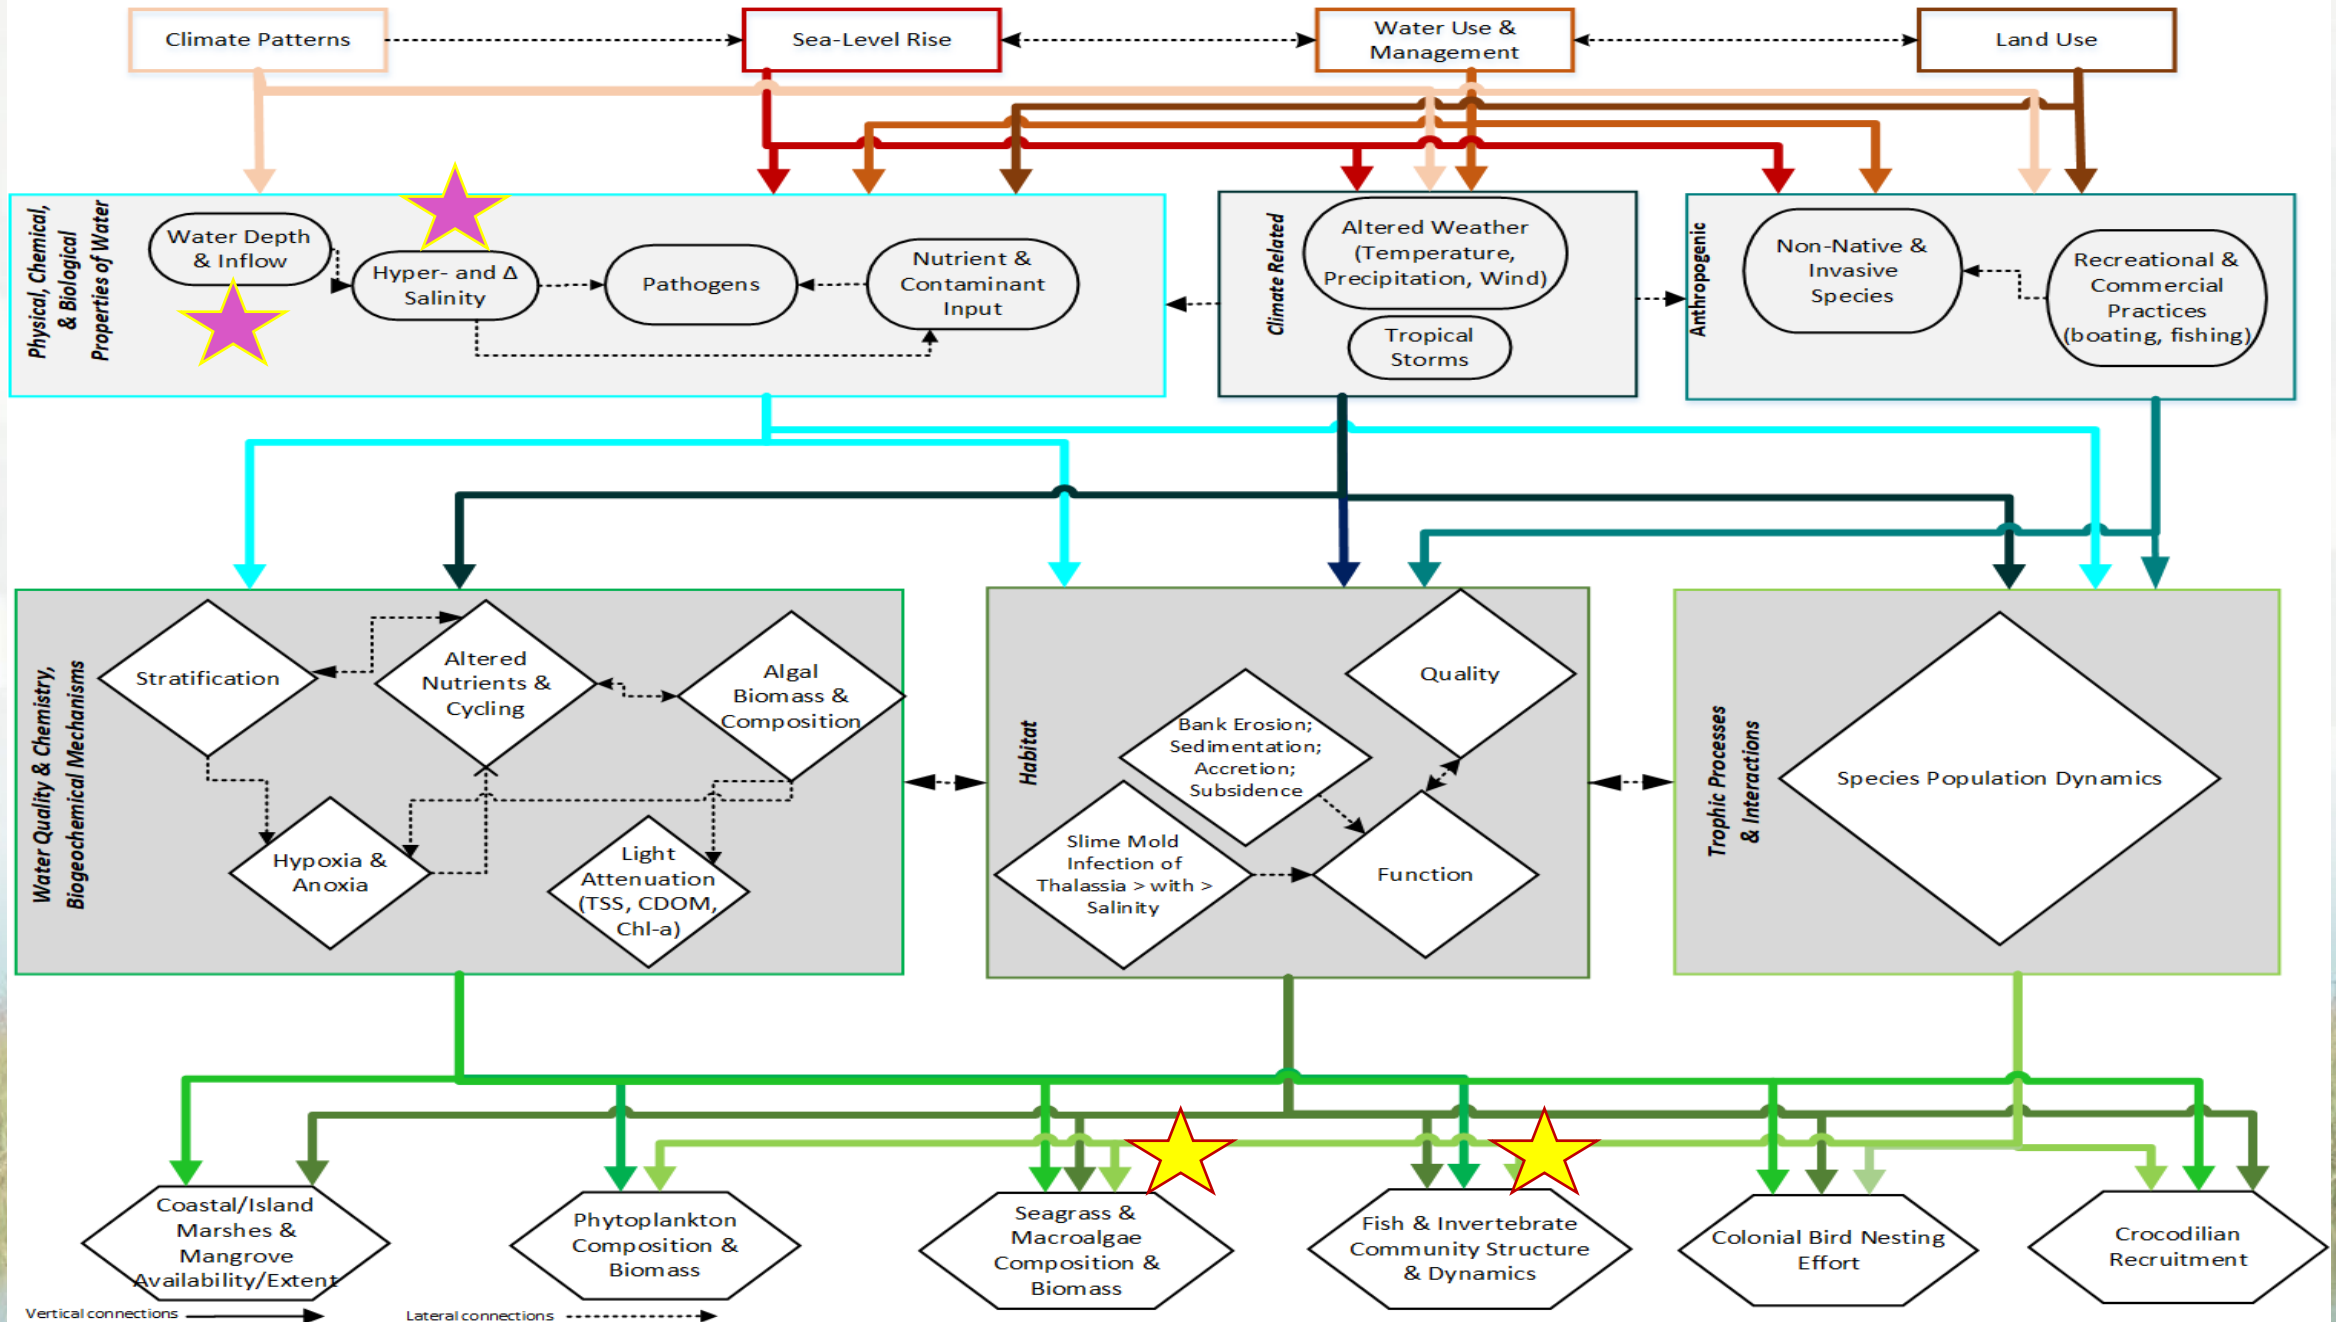 Climate Patterns
Sea-Level Rise
Water Use &
Management
Land Use
Physical, Chemical,
& Biological
Properties of Water
Water Depth
& Inflow
Hyper- and Δ
Salinity
Pathogens
Nutrient &
Contaminant
Input
Climate Related
Altered Weather
(Temperature,
Precipitation, Wind)
Tropical
Storms
Anthropogenic
Non-Native &
Invasive
Species
Recreational &
Commercial
Practices
(boating, fishing)
Water Quality & Chemistry,
Biogeochemical Mechanisms
Stratification
Altered
Nutrients &
Cycling
Algal
Biomass &
Composition
Hypoxia &
Anoxia
Light
Attenuation
(TSS, CDOM,
Chl-a)
Habitat
Quality
Bank Erosion;
Sedimentation;
Accretion;
Subsidence
Slime Mold
Infection of
Thalassia > with >
Salinity
Function
Trophic Processes
& Interactions
Species Population Dynamics
Coastal/Island
Marshes &
Mangrove
Availability/Extent
Phytoplankton
Composition &
Biomass
Seagrass &
Macroalgae
Composition &
Biomass
Fish & Invertebrate
Community Structure
& Dynamics
Colonial Bird Nesting
Effort
Crocodilian
Recruitment
Vertical connections
Lateral connections